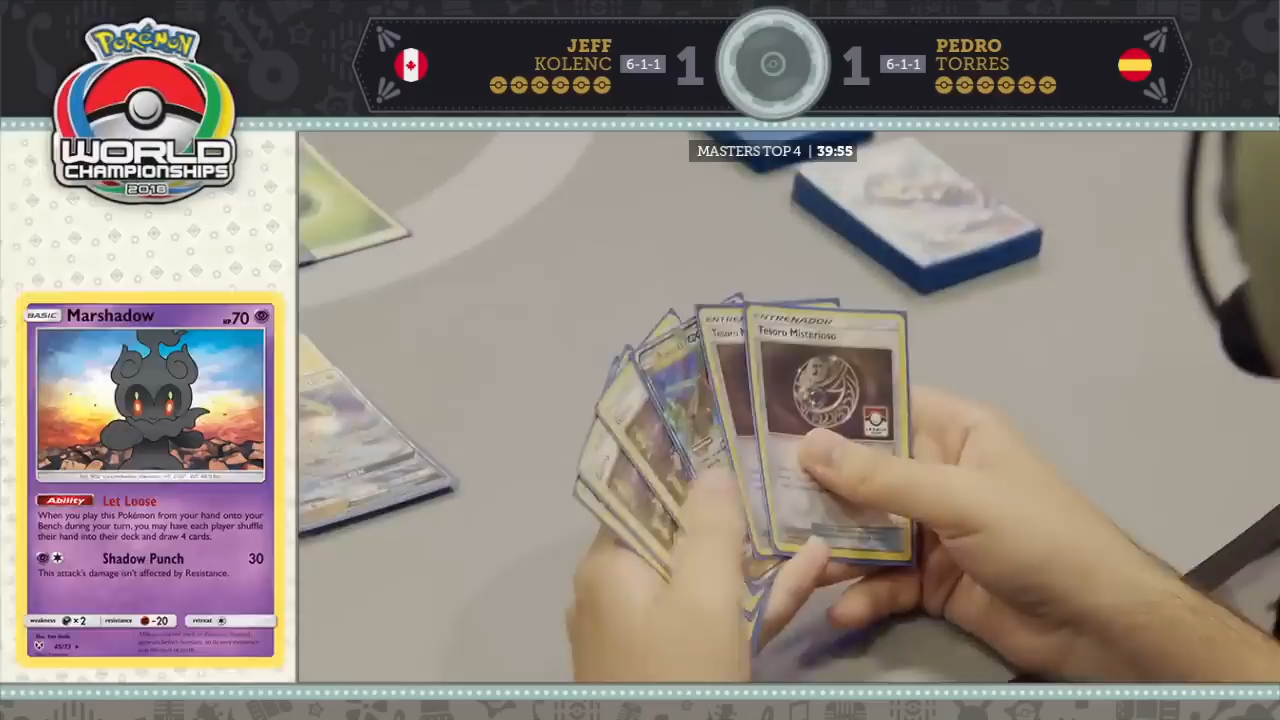 POKÉMON
WORLD
CHAMPIONSHIPS
2018
JEFF
KOLENC
6-1-1
1
1
6-1-1
PEDRO
TORRES
MASTERS TOP 4 | 39:55
BASIC
Marshadow
HP70
Ability
Let Loose
When you play this Pokémon from your hand onto your
Bench during your turn, you may have each player shuffle
their hand into their deck and draw 4 cards.
Shadow Punch
30
This attack's damage isn't affected by Resistance.
weakness
×2
resistance
-20
retreat
45/73
ENTRENADOR
Tesoro Misterioso